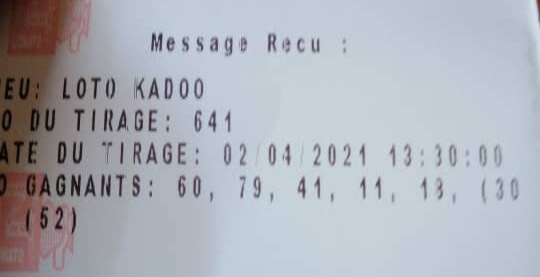 Message Recu :
EU: LOTO KADOO
O DU TIRAGE: 641
ATE DU TIRAGE: 02/04/2021 13:30:00
O GAGNANTS: 60, 79, 41, 11, 13, (30
(52)